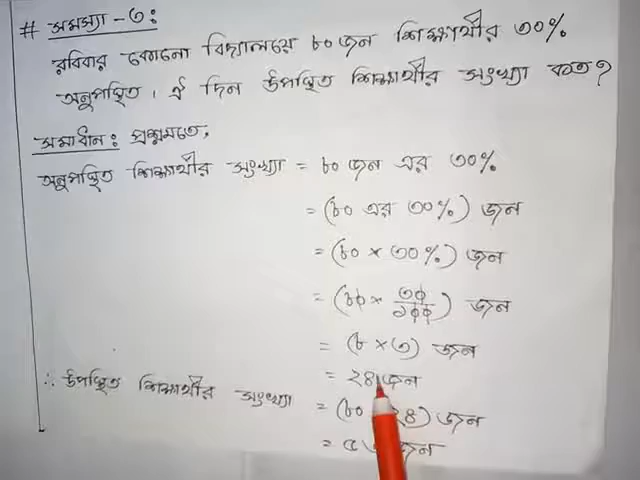 # সমস্যা - ৩:
রবিবার কোনো বিদ্যালয়ে ৮০ জন শিক্ষার্থীর ৩০%
অনুপস্থিত। ঐ দিন উপস্থিত শিক্ষার্থীর সংখ্যা কত?
সমাধান: প্রশ্নমতে,
অনুপস্থিত শিক্ষার্থীর সংখ্যা = ৮০ জন এর ৩০%
= (৮০ এর ৩০%) জন
= (৮০ × ৩০%) জন
= (৮০ × ৩০/১০০) জন
= (৮ × ৩) জন
= ২৪ জন
∴ উপস্থিত শিক্ষার্থীর সংখ্যা = (৮০ ২৪) জন
= ৫ জন